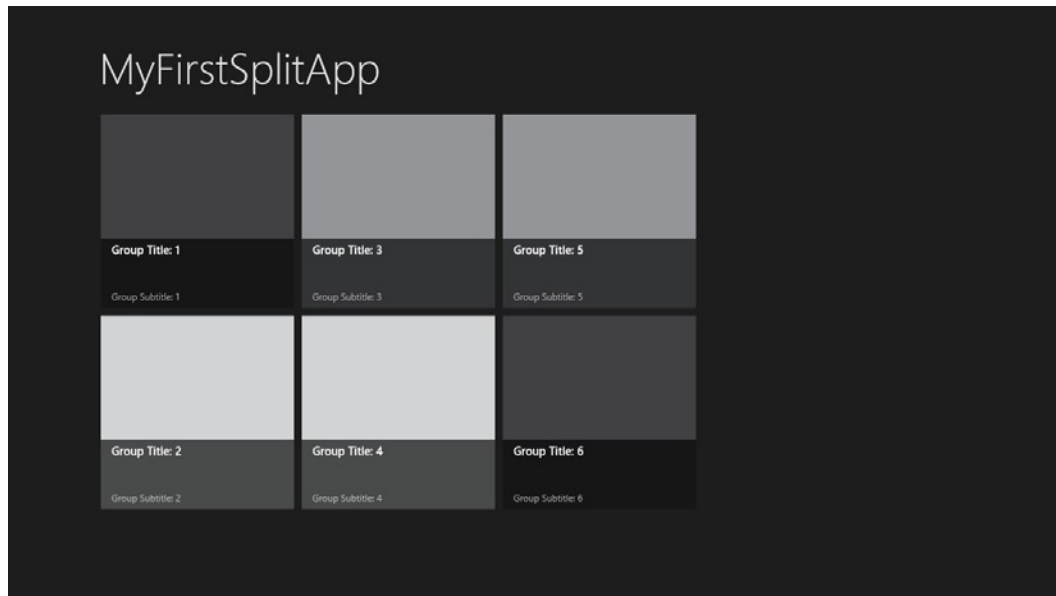 MyFirstSplitApp
Group Title: 1
Group Subtitle: 1
Group Title: 3
Group Subtitle: 3
Group Title: 5
Group Subtitle: 5
Group Title: 2
Group Subtitle: 2
Group Title: 4
Group Subtitle: 4
Group Title: 6
Group Subtitle: 6